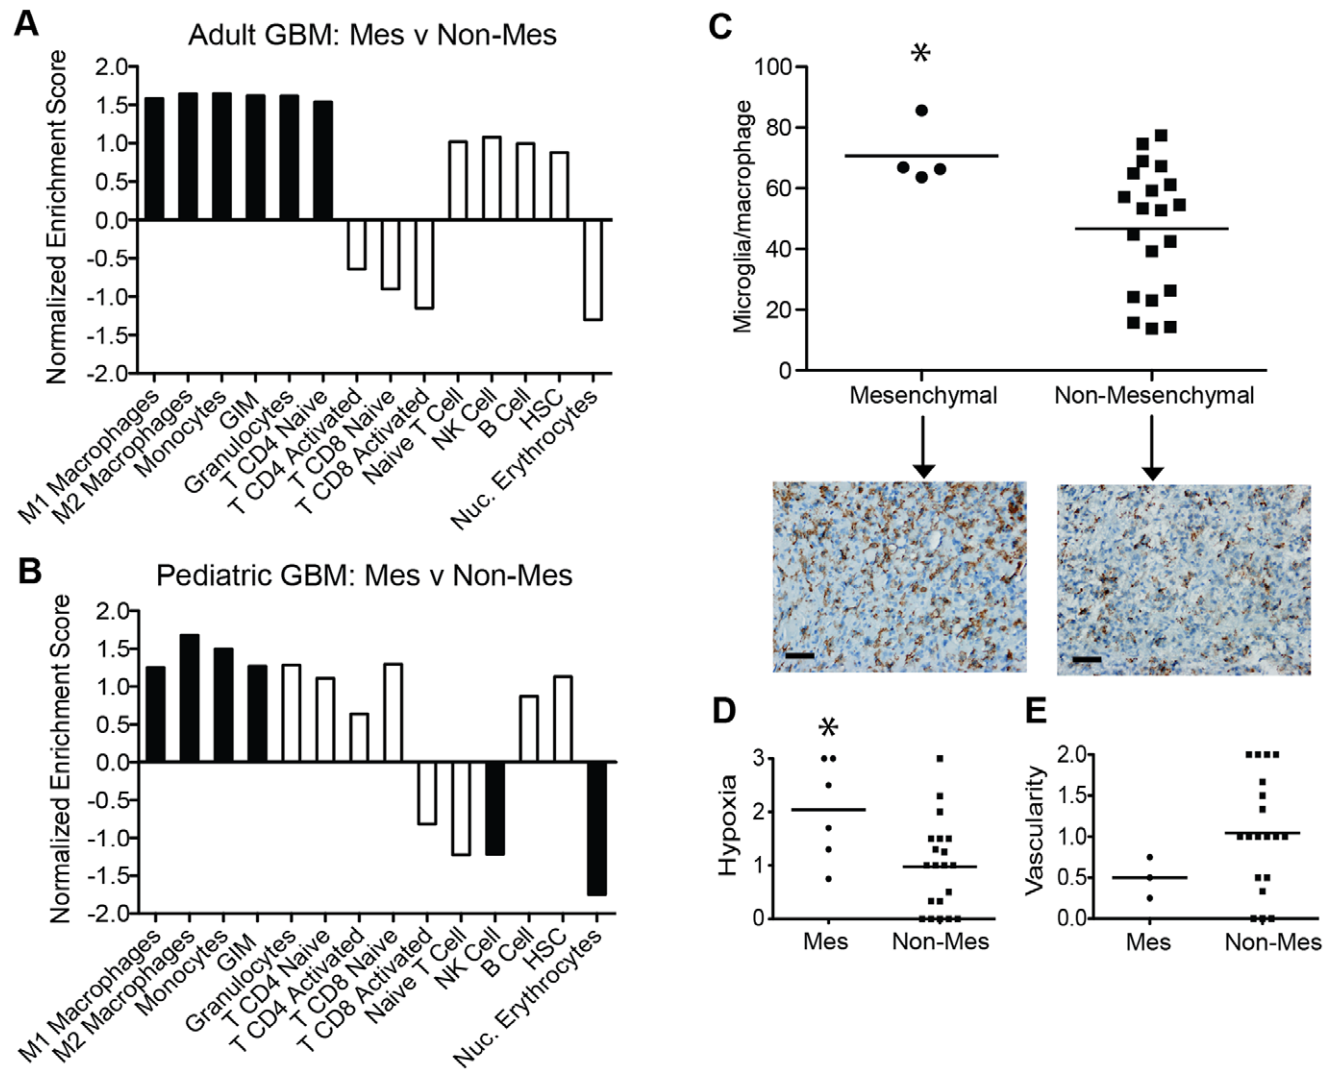 A
Adult GBM: Mes v Non-Mes
Normalized Enrichment Score
2.0
1.5
1.0
0.5
0.0
-0.5
-1.0
-1.5
-2.0
M1 Macrophages
M2 Macrophages
Monocytes
GIM
Granulocytes
T CD4 Naive
T CD4 Activated
T CD8 Naive
T CD8 Activated
Naive T Cell
NK Cell
B Cell
HSC
Nuc. Erythrocytes
B
Pediatric GBM: Mes v Non-Mes
Normalized Enrichment Score
2.0
1.5
1.0
0.5
0.0
-0.5
-1.0
-1.5
-2.0
M1 Macrophages
M2 Macrophages
Monocytes
GIM
Granulocytes
T CD4 Naive
T CD4 Activated
T CD8 Naive
T CD8 Activated
Naive T Cell
NK Cell
B Cell
HSC
Nuc. Erythrocytes
C
*
Microglia/macrophage
100
80
60
40
20
0
Mesenchymal
Non-Mesenchymal
D
*
Hypoxia
3
2
1
0
Mes
Non-Mes
E
Vascularity
2.0
1.5
1.0
0.5
0.0
Mes
Non-Mes